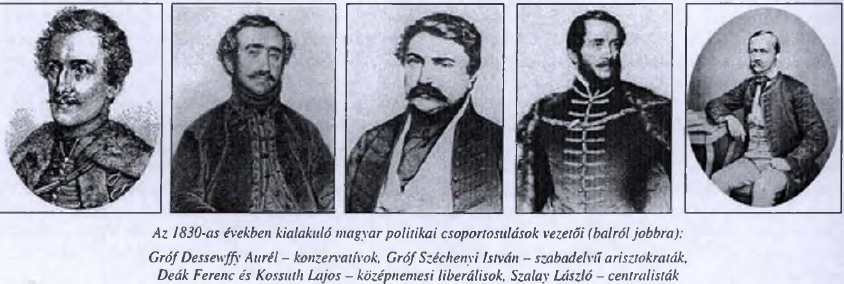 Az 1830-as években kialakuló magyar politikai csoportosulások vezetői (balról jobbra):
Gróf Dessewffy Aurél – konzervatívok, Gróf Széchenyi István – szabadelvű arisztokraták,
Deák Ferenc és Kossuth Lajos – középnemesi liberálisok, Szalay László – centralisták